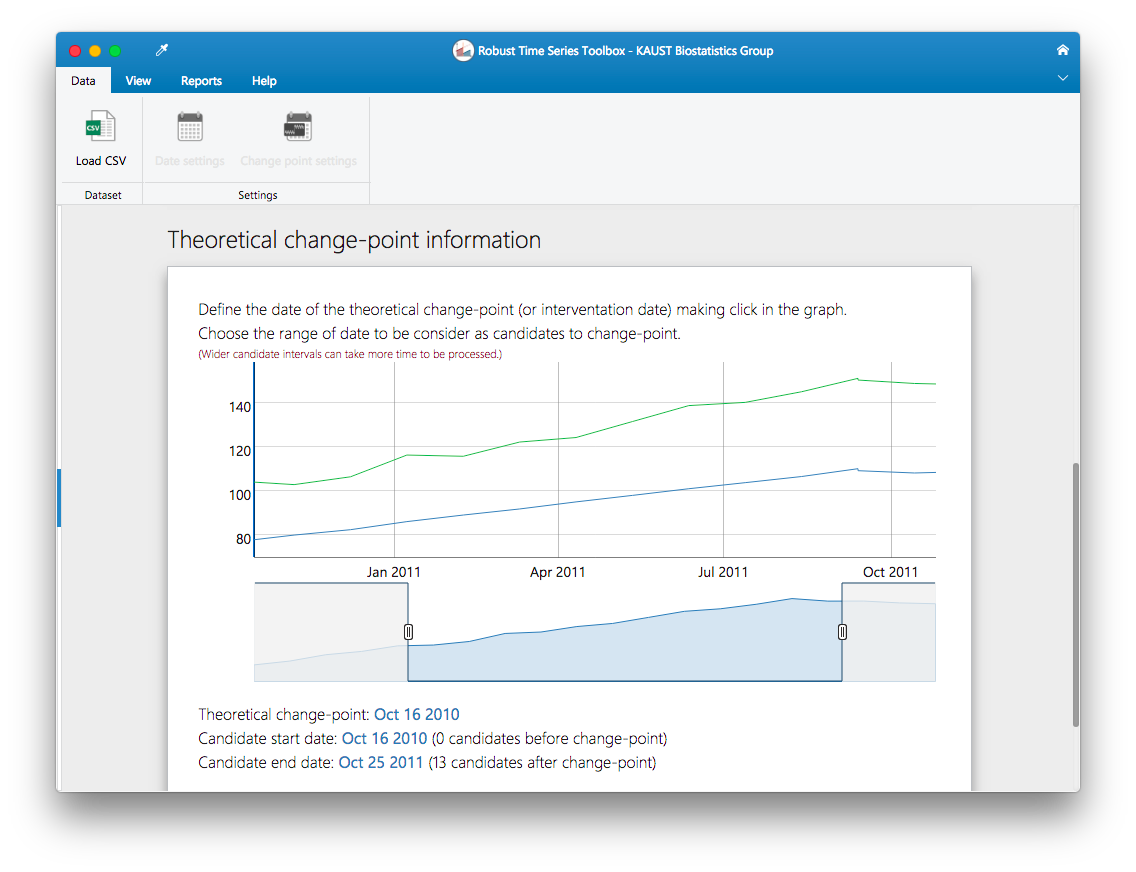 Robust Time Series Toolbox - KAUST Biostatistics Group
Data View Reports Help
CSV
Load CSV Date settings Change point settings
Dataset Settings
Theoretical change-point information
Define the date of the theoretical change-point (or interventation date) making click in the graph.
Choose the range of date to be consider as candidates to change-point.
(Wider candidate intervals can take more time to be processed.)
140
120
100
80
Jan 2011 Apr 2011 Jul 2011 Oct 2011
Theoretical change-point: Oct 16 2010
Candidate start date: Oct 16 2010 (0 candidates before change-point)
Candidate end date: Oct 25 2011 (13 candidates after change-point)